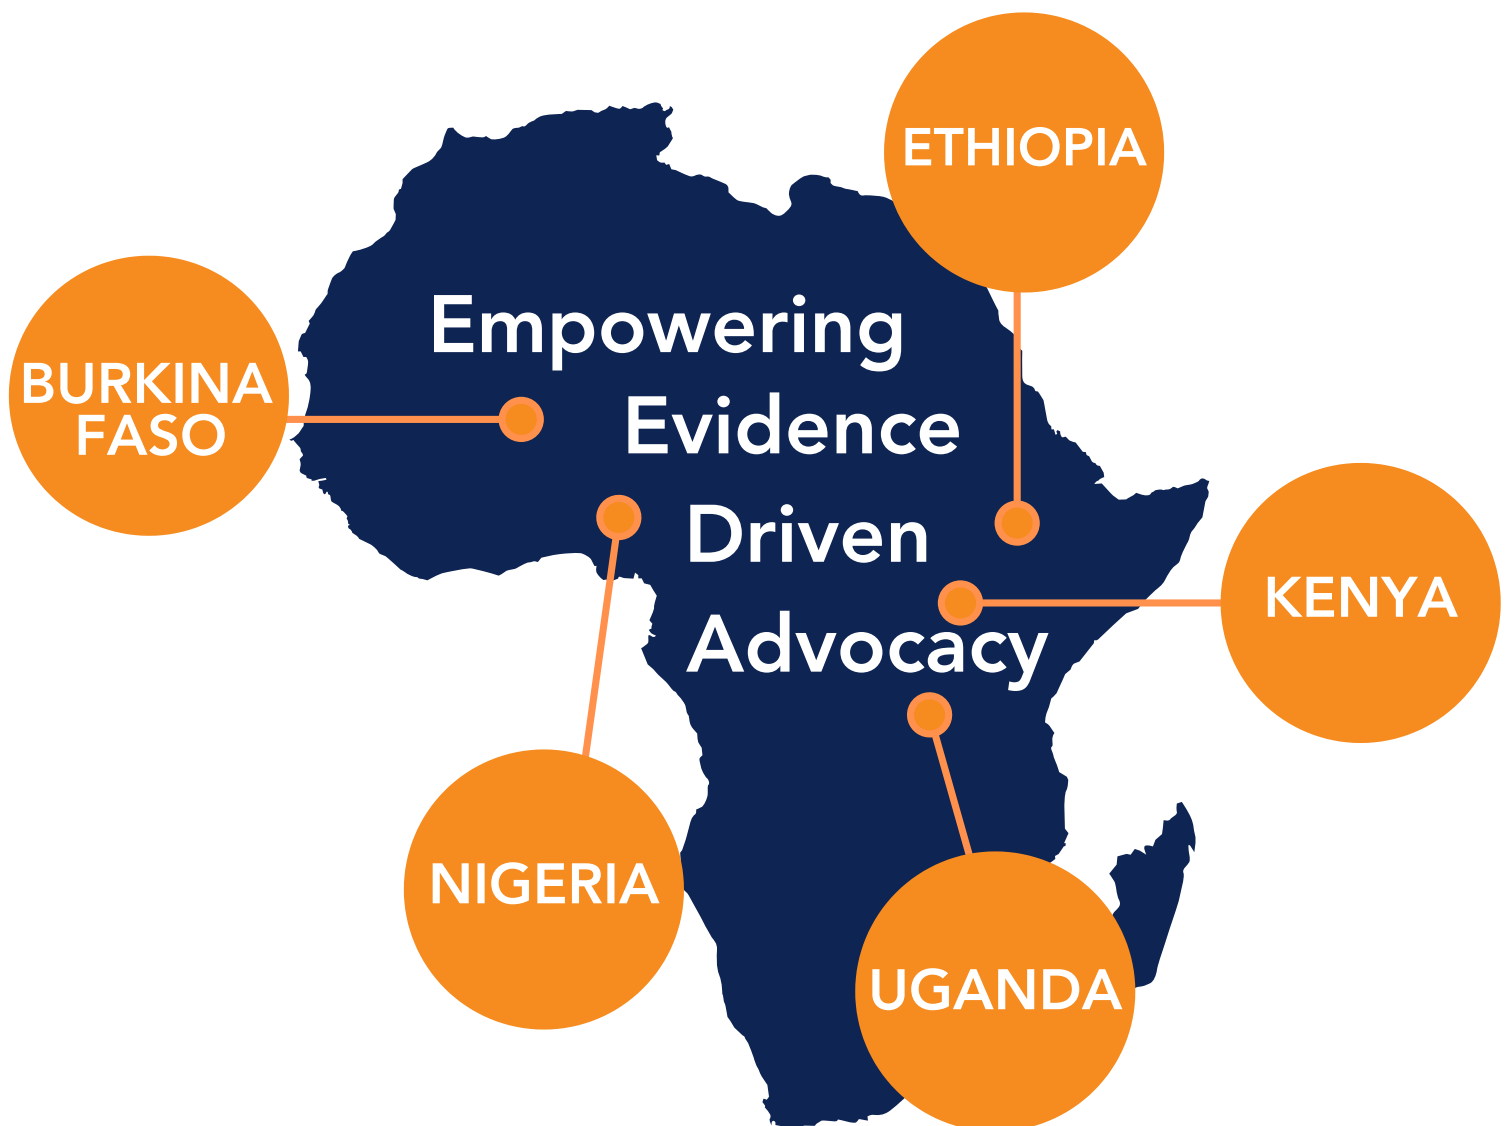 ETHIOPIA
Empowering
BURKINA
FASO
Evidence
Driven
KENYA
Advocacy
NIGERIA
UGANDA